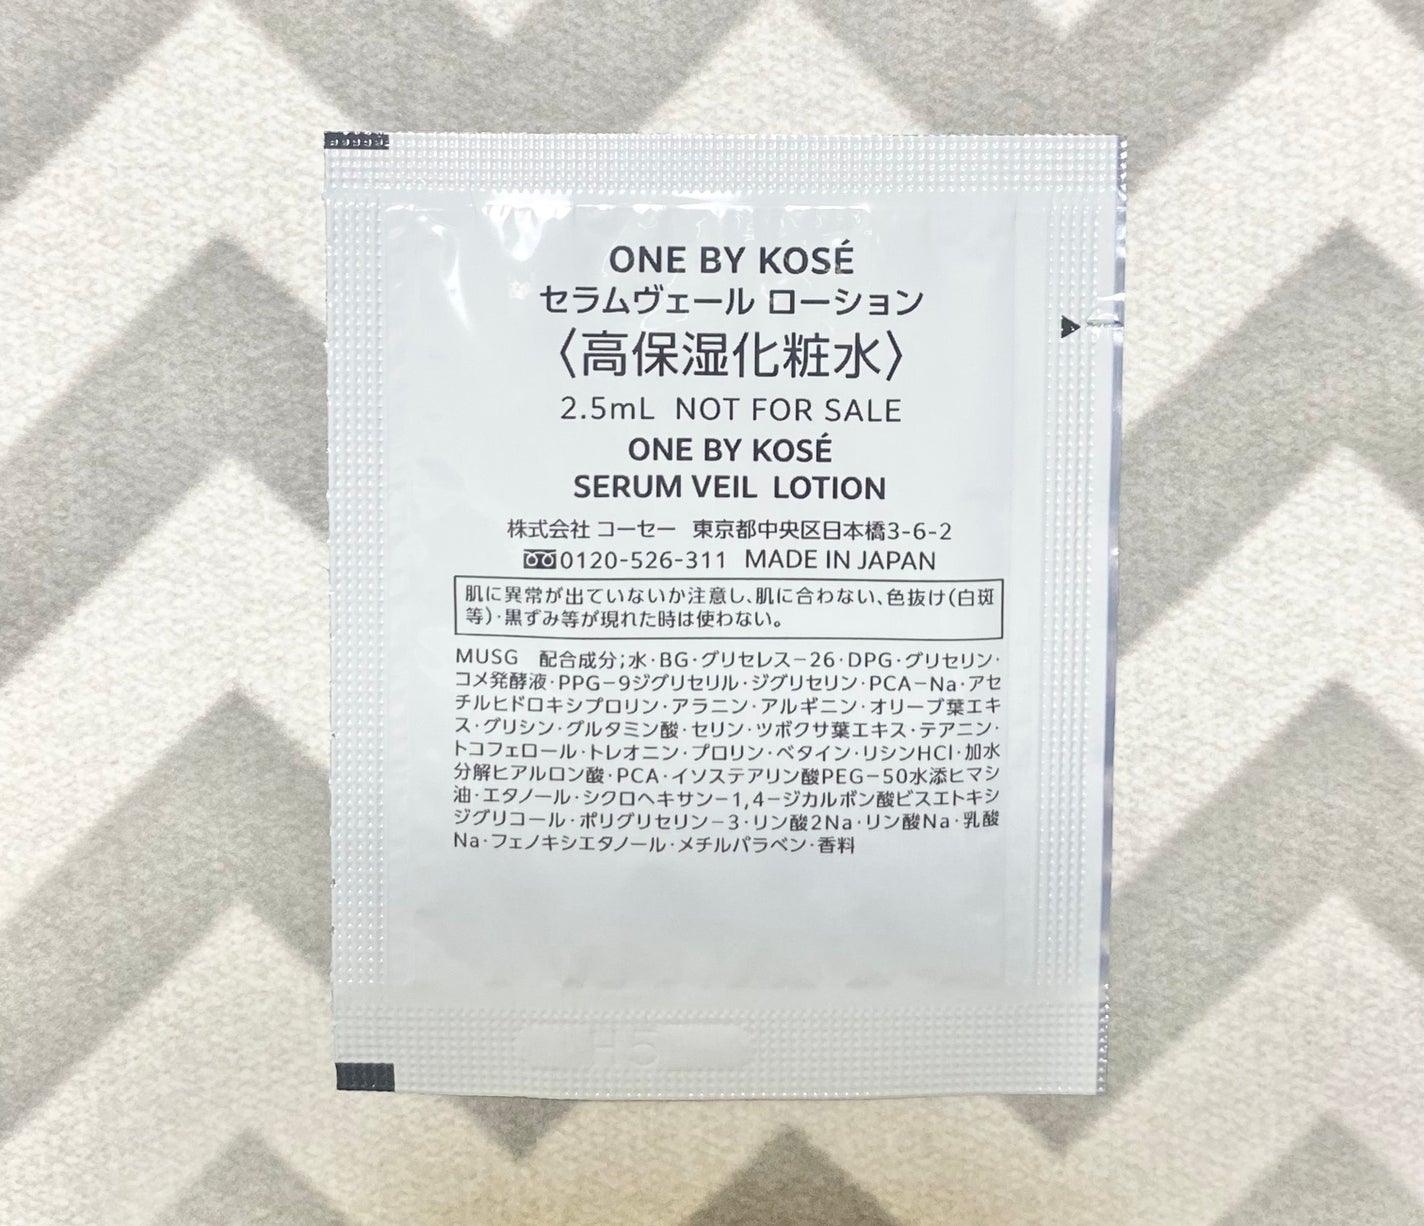 ONE BY KOSÉ
セラムヴェール ローション
〈高保湿化粧水〉
2.5mL NOT FOR SALE
ONE BY KOSÉ
SERUM VEIL LOTION
株式会社 コーセー 東京都中央区日本橋3-6-2
0120-526-311 MADE IN JAPAN
肌に異常が出ていないか注意し、肌に合わない、色抜け(白斑
等)・黒ずみ等が現れた時は使わない。
MUSG 配合成分;水・BG・グリセレス-26・DPG・グリセリン・
コメ発酵液・PPG-9ジグリセリル・ジグリセリン・PCA-Na・アセ
チルヒドロキシプロリン・アラニン・アルギニン・オリーブ葉エキ
ス・グリシン・グルタミン酸・セリン・ツボクサ葉エキス・テアニン・
トコフェロール・トレオニン・プロリン・ベタイン・リシンHCl・加水
分解ヒアルロン酸・PCA・イソステアリン酸PEG-50水添ヒマシ
油・エタノール・シクロヘキサン-1,4-ジカルボン酸ビスエトキシ
ジグリコール・ポリグリセリン-3・リン酸2Na・リン酸Na・乳酸
Na・フェノキシエタノール・メチルパラベン・香料